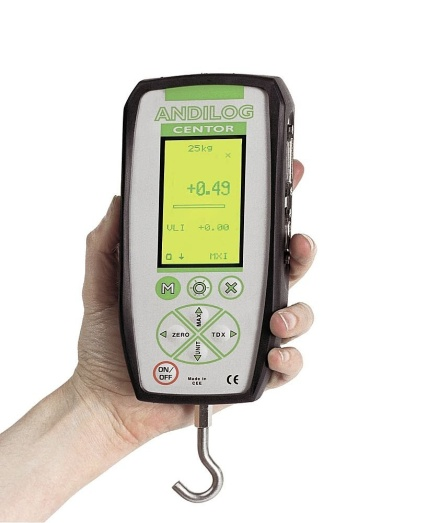 ANDILOG
CENTOR
25kg
×
+0.49
VLI +0.00
MXI
M
ZERO
MAX
TDX
UNIT
ON/
OFF
Made in
CEE
CE